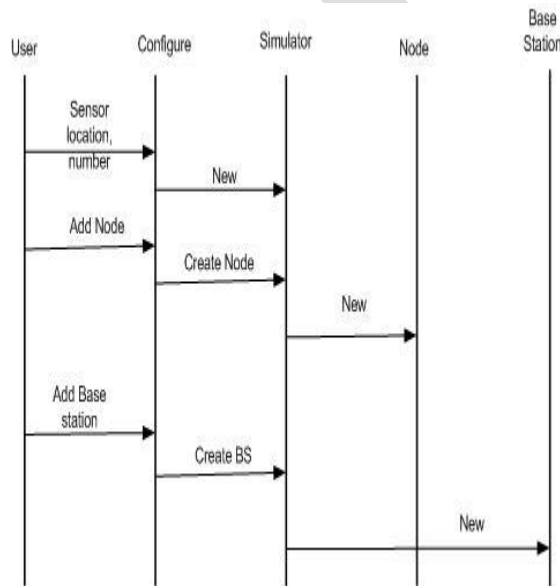 User
Configure
Simulator
Node
Base
Station
Sensor
location,
number
New
Add Node
Create Node
New
Add Base
station
Create BS
New